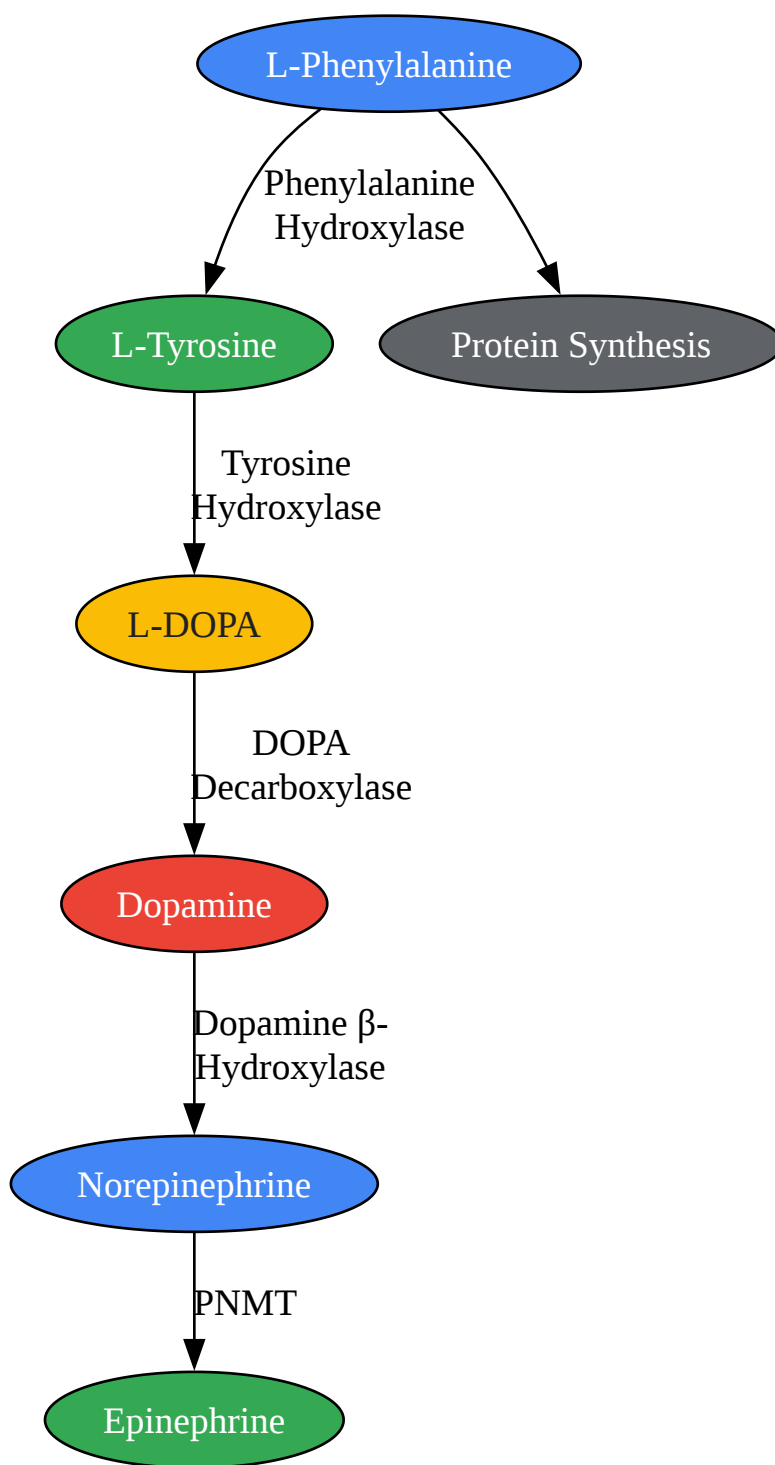 L-Phenylalanine
Phenylalanine
Hydroxylase
L-Tyrosine
Protein Synthesis
Tyrosine
Hydroxylase
L-DOPA
DOPA
Decarboxylase
Dopamine
Dopamine β-
Hydroxylase
Norepinephrine
PNMT
Epinephrine